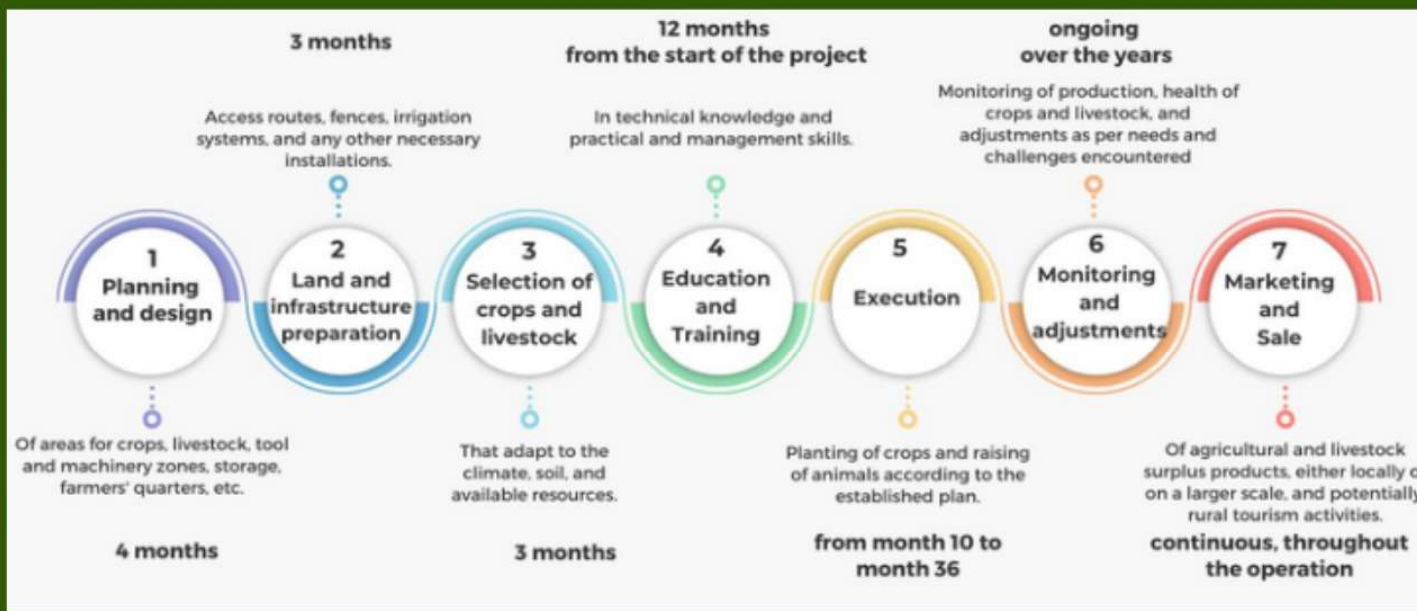 3 months
Access routes, fences, irrigation
systems, and any other necessary
installations.
12 months
from the start of the project
In technical knowledge and
practical and management skills.
ongoing
over the years
Monitoring of production, health of
crops and livestock, and
adjustments as per needs and
challenges encountered
1
Planning
and design
2
Land and
infrastructure
preparation
3
Selection of
crops and
livestock
4
Education
and
Training
5
Execution
6
Monitoring
and
adjustments
7
Marketing
and
Sale
Of areas for crops, livestock, tool
and machinery zones, storage,
farmers' quarters, etc.
4 months
That adapt to the
climate, soil, and
available resources.
3 months
Planting of crops and raising
of animals according to the
established plan.
from month 10 to
month 36
Of agricultural and livestock
surplus products, either locally o
on a larger scale, and potentially
rural tourism activities.
continuous, throughout
the operation